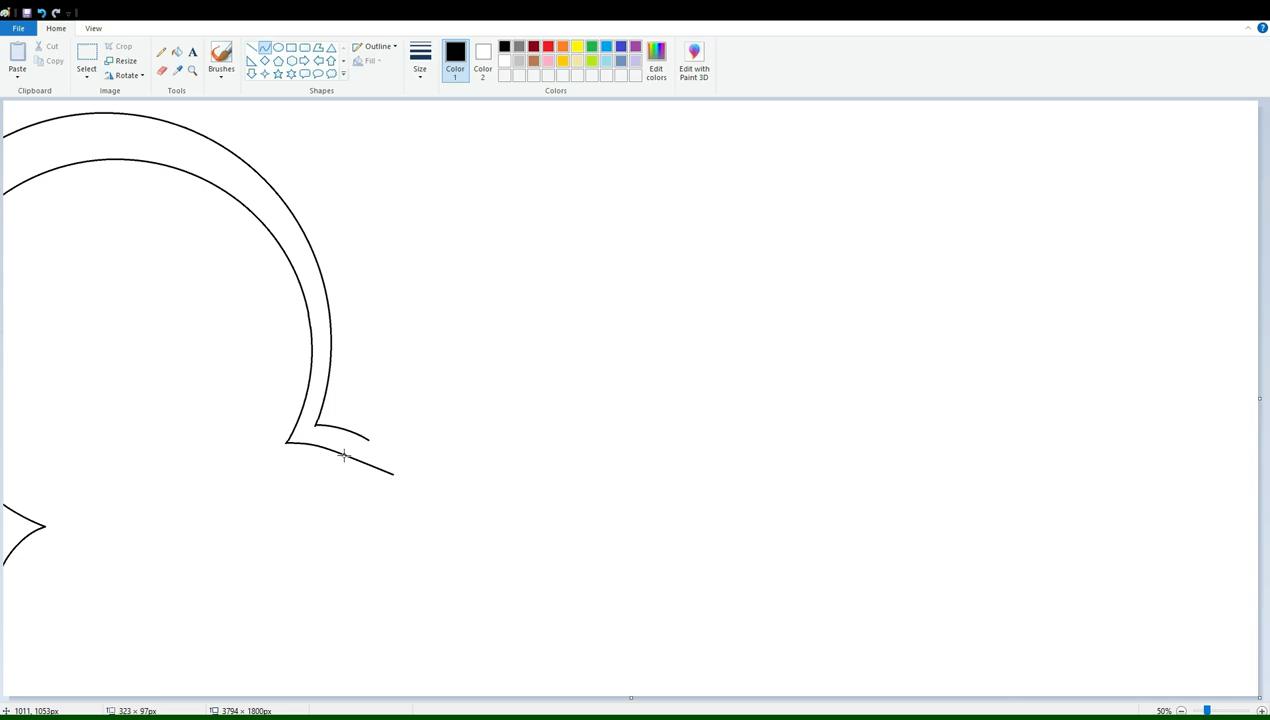 File Home View
Cut
Copy
Paste
Clipboard
Crop
Resize
Rotate
Select
Image
Tools
Brushes
Outline
Fill
Shapes
Size
Color 1
Color 2
Edit colors
Colors
Edit with Paint 3D
1011, 1053px 323 × 97px 3794 × 1800px 50%